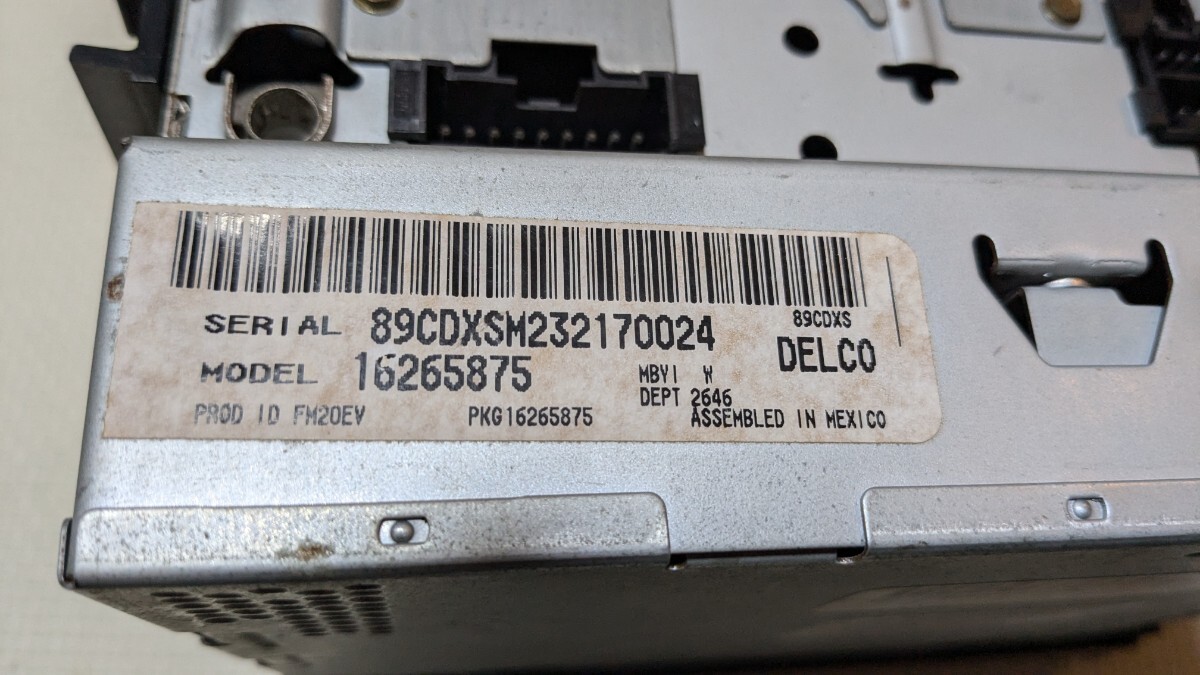 89CDXS
SERIAL 89CDXSM232170024
DELCO
MODEL 16265875
MBYI W
DEPT 2646
PROD ID FM20EV PKG16265875 ASSEMBLED IN MEXICO